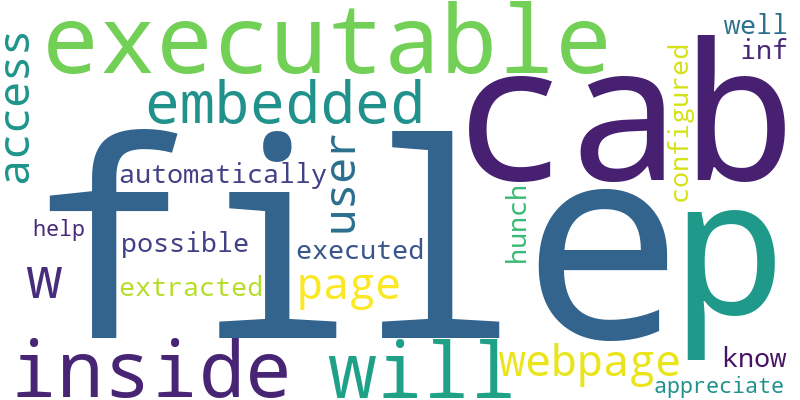 executable
well
inf
access
embedded
cab
configured
file
automatically
user
p
help
possible
executed
hunch
w
extracted
page
inside
will
webpage
know
appreciate